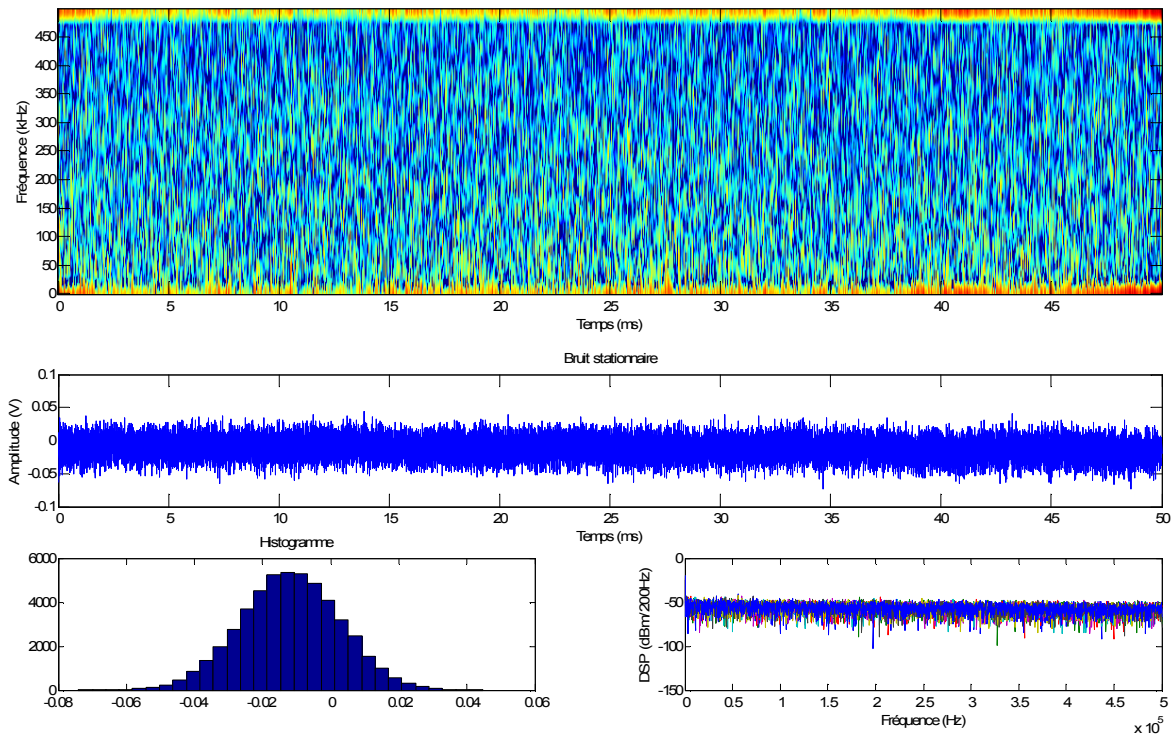 450
400
350
300
250
200
150
100
50
0
Fréquence (kHz)
0 5 10 15 20 25 30 35 40 45
Temps (ms)
Bruit stationnaire
0.1
0.05
0
-0.05
-0.1
Amplitude (V)
0 5 10 15 20 25 30 35 40 45 50
Temps (ms)
Histogramme
6000
4000
2000
0
-0.08 -0.06 -0.04 -0.02 0 0.02 0.04 0.06
0
-50
-100
-150
DSP (dBm/200Hz)
0 0.5 1 1.5 2 2.5 3 3.5 4 4.5 5
Fréquence (Hz)
x 10^5